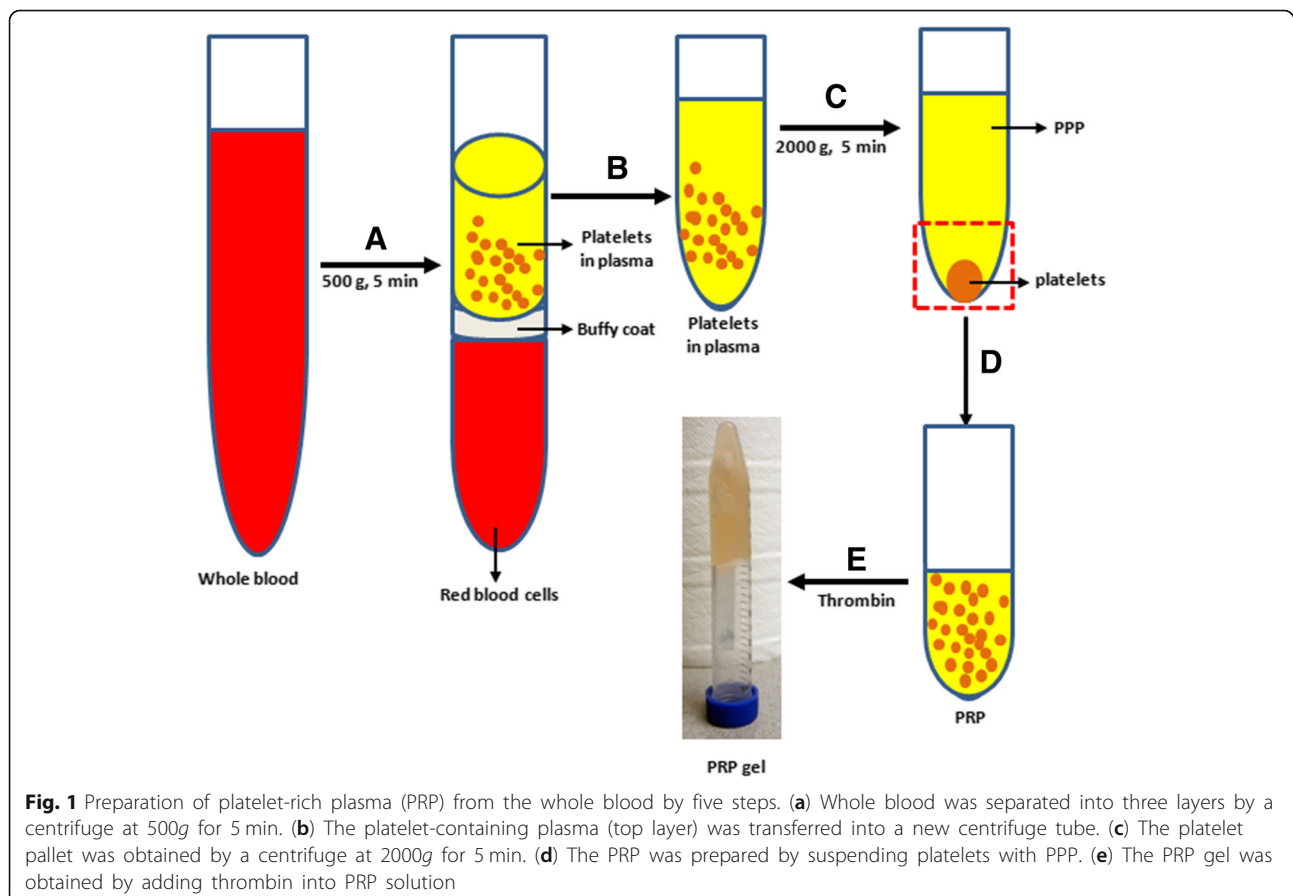 A
500 g, 5 min
Whole blood
Platelets
in plasma
Buffy coat
Red blood cells
B
Platelets
in plasma
C
2000 g, 5 min
PPP
platelets
D
PRP
E
Thrombin
PRP gel
Fig. 1 Preparation of platelet-rich plasma (PRP) from the whole blood by five steps. (a) Whole blood was separated into three layers by a
centrifuge at 500g for 5 min. (b) The platelet-containing plasma (top layer) was transferred into a new centrifuge tube. (c) The platelet
pallet was obtained by a centrifuge at 2000g for 5 min. (d) The PRP was prepared by suspending platelets with PPP. (e) The PRP gel was
obtained by adding thrombin into PRP solution